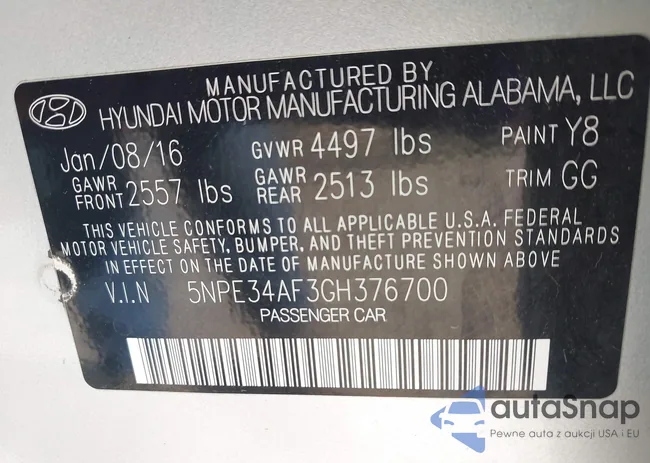 MANUFACTURED BY
HYUNDAI MOTOR MANUFACTURING ALABAMA, LLC
Jan/08/16 GVWR 4497 lbs PAINT Y8
GAWR FRONT 2557 lbs GAWR REAR 2513 lbs TRIM GG
THIS VEHICLE CONFORMS TO ALL APPLICABLE U.S.A. FEDERAL
MOTOR VEHICLE SAFETY, BUMPER, AND THEFT PREVENTION STANDARDS
IN EFFECT ON THE DATE OF MANUFACTURE SHOWN ABOVE
V.I.N 5NPE34AF3GH376700
PASSENGER CAR
autaSnap
Pewne auta z aukcji USA i EU